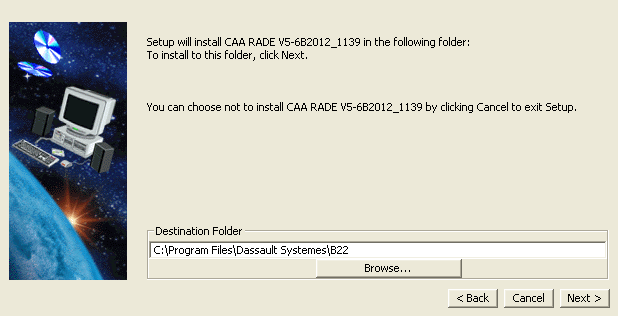 Setup will install CAA RADE V5-6B2012_1139 in the following folder:
To install to this folder, click Next.
You can choose not to install CAA RADE V5-6B2012_1139 by clicking Cancel to exit Setup.
Destination Folder
C:\Program Files\Dassault Systemes\B22
Browse...
< Back
Cancel
Next >